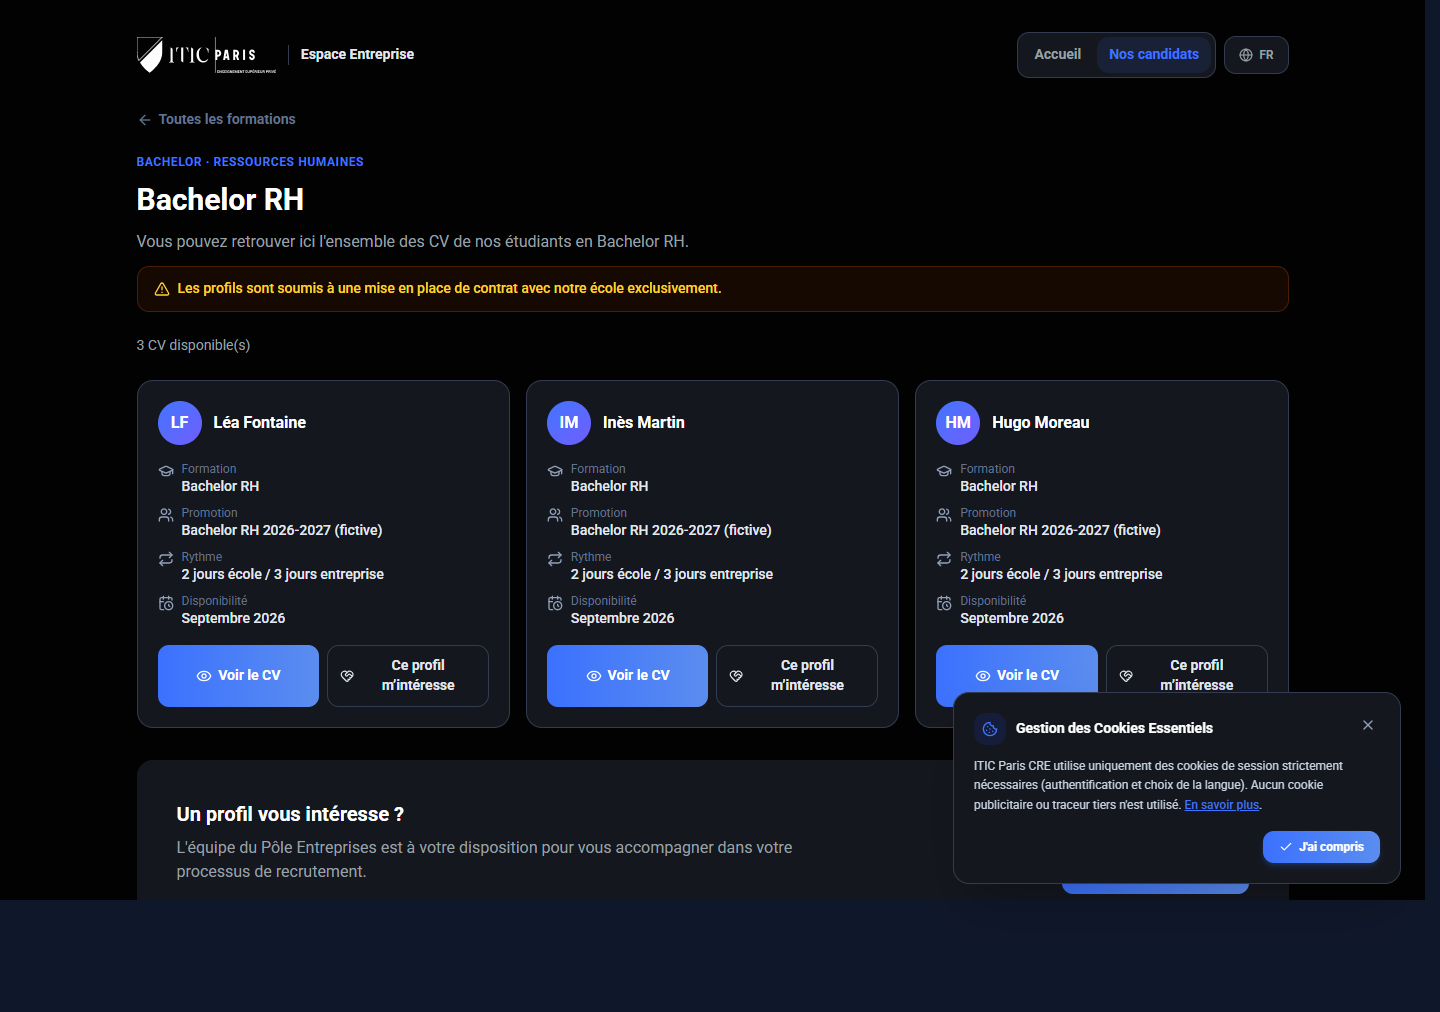 ITIC PARIS
ENSEIGNEMENT SUPÉRIEUR PRIVÉ
Espace Entreprise
Accueil
Nos candidats
FR
Toutes les formations
BACHELOR · RESSOURCES HUMAINES
Bachelor RH
Vous pouvez retrouver ici l'ensemble des CV de nos étudiants en Bachelor RH.
Les profils sont soumis à une mise en place de contrat avec notre école exclusivement.
3 CV disponible(s)
LF
Léa Fontaine
Formation
Bachelor RH
Promotion
Bachelor RH 2026-2027 (fictive)
Rythme
2 jours école / 3 jours entreprise
Disponibilité
Septembre 2026
Voir le CV
Ce profil
m'intéresse
IM
Inès Martin
Formation
Bachelor RH
Promotion
Bachelor RH 2026-2027 (fictive)
Rythme
2 jours école / 3 jours entreprise
Disponibilité
Septembre 2026
Voir le CV
Ce profil
m'intéresse
HM
Hugo Moreau
Formation
Bachelor RH
Promotion
Bachelor RH 2026-2027 (fictive)
Rythme
2 jours école / 3 jours entreprise
Disponibilité
Septembre 2026
Voir le CV
Ce profil
m'intéresse
Un profil vous intéresse ?
L'équipe du Pôle Entreprises est à votre disposition pour vous accompagner dans votre
processus de recrutement.
Gestion des Cookies Essentiels
ITIC Paris CRE utilise uniquement des cookies de session strictement
nécessaires (authentification et choix de la langue). Aucun cookie
publicitaire ou traceur tiers n'est utilisé. En savoir plus.
J'ai compris